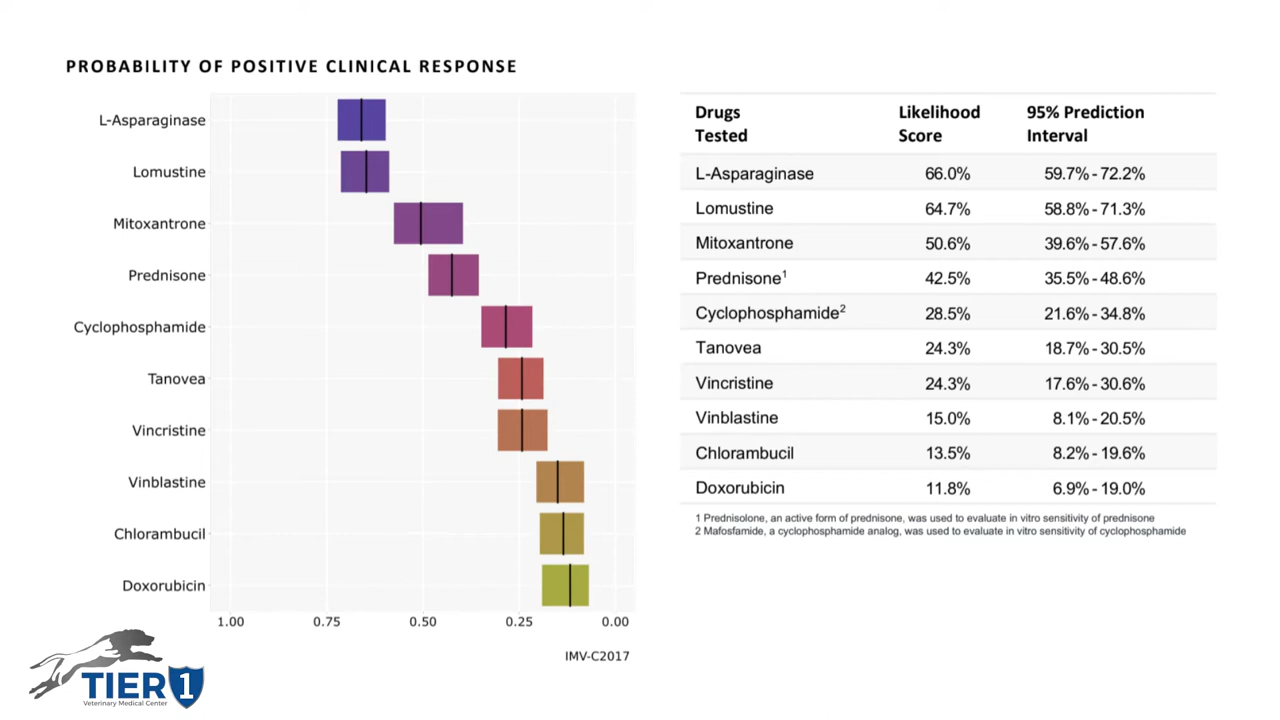 PROBABILITY OF POSITIVE CLINICAL RESPONSE
L-Asparaginase
Lomustine
Mitoxantrone
Prednisone
Cyclophosphamide
Tanovea
Vincristine
Vinblastine
Chlorambucil
Doxorubicin
1.00 0.75 0.50 0.25 0.00
IMV-C2017
Drugs Tested Likelihood Score 95% Prediction Interval
L-Asparaginase 66.0% 59.7% - 72.2%
Lomustine 64.7% 58.8% - 71.3%
Mitoxantrone 50.6% 39.6% - 57.6%
Prednisone1 42.5% 35.5% - 48.6%
Cyclophosphamide2 28.5% 21.6% - 34.8%
Tanovea 24.3% 18.7% - 30.5%
Vincristine 24.3% 17.6% - 30.6%
Vinblastine 15.0% 8.1% - 20.5%
Chlorambucil 13.5% 8.2% - 19.6%
Doxorubicin 11.8% 6.9% - 19.0%
1 Prednisolone, an active form of prednisone, was used to evaluate in vitro sensitivity of prednisone
2 Mafosfamide, a cyclophosphamide analog, was used to evaluate in vitro sensitivity of cyclophosphamide
TIER 1
Veterinary Medical Center